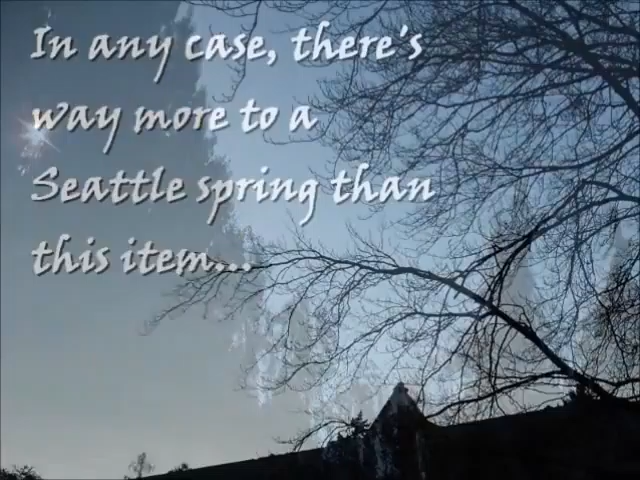 In any case, there's
way more to a
Seattle spring than
this item...